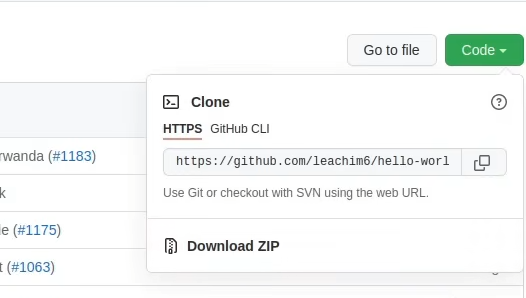 Go to file
Code
Clone
rwanda (#1183)
HTTPS GitHub CLI
https://github.com/leachim6/hello-worl
k
Use Git or checkout with SVN using the web URL.
ie (#1175)
Download ZIP
t (#1063)